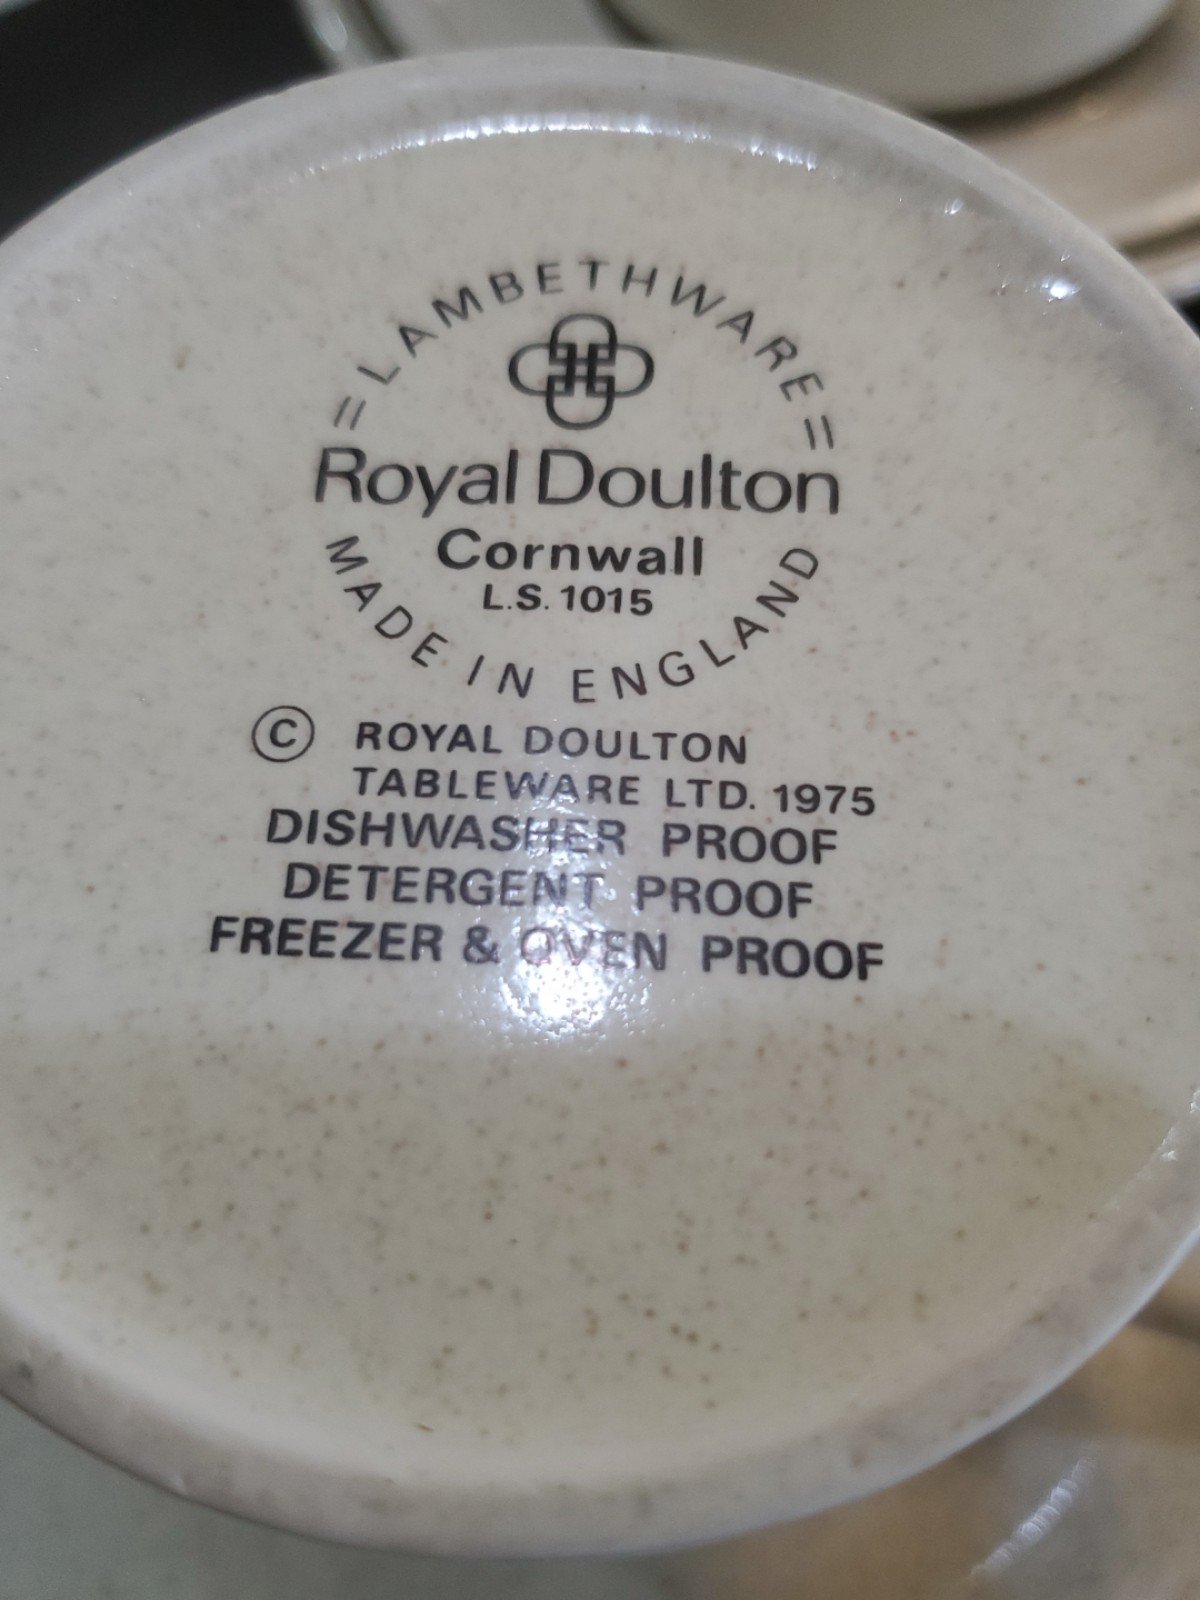 =LAMBETHWARE=
Royal Doulton
Cornwall
L.S. 1015
MADE IN ENGLAND
© ROYAL DOULTON
TABLEWARE LTD. 1975
DISHWASHER PROOF
DETERGENT PROOF
FREEZER & OVEN PROOF